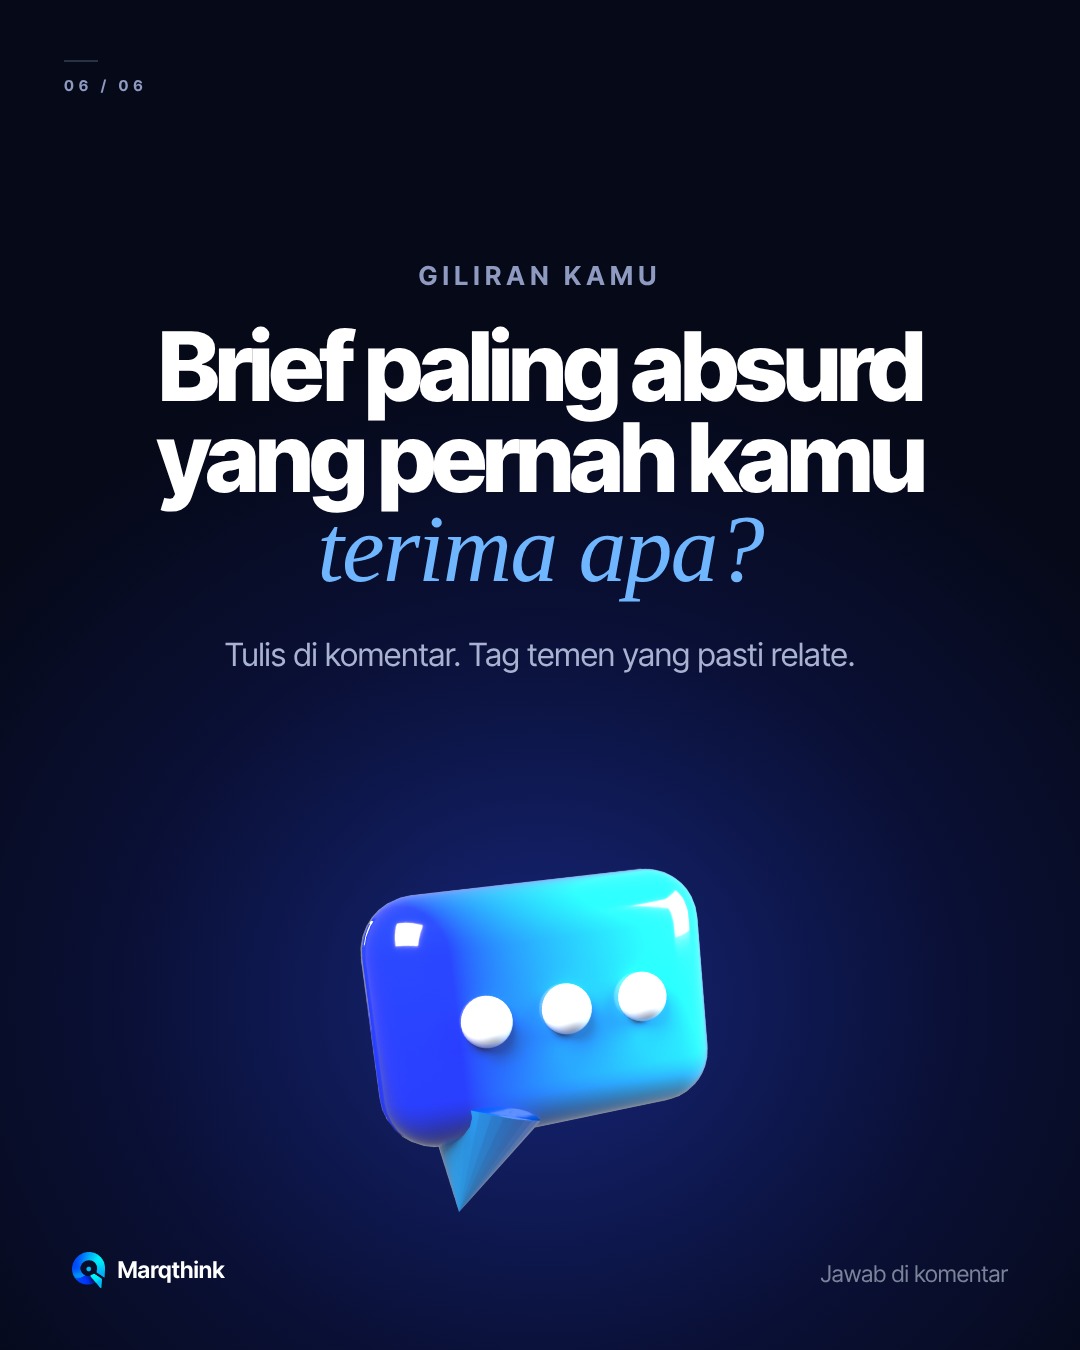 06 / 06
GILIRAN KAMU
Brief paling absurd
yang pernah kamu
terima apa?
Tulis di komentar. Tag temen yang pasti relate.
Marqthink
Jawab di komentar